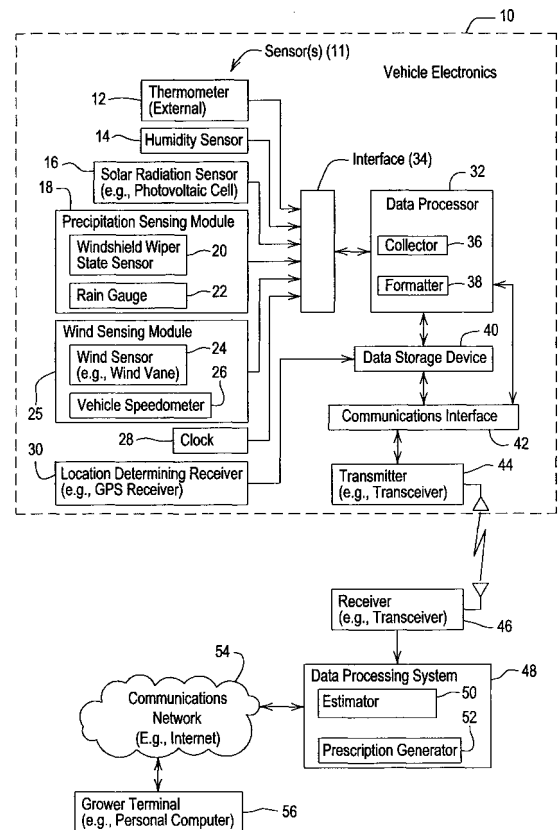 10
Sensor(s) (11)
Vehicle Electronics
12
Thermometer
(External)
14
Humidity Sensor
16
Solar Radiation Sensor
(e.g., Photovoltaic Cell)
Interface (34)
32
Data Processor
Collector
36
Formatter
38
18
Precipitation Sensing Module
Windshield Wiper
State Sensor
20
Rain Gauge
22
Wind Sensing Module
24
Wind Sensor
(e.g., Wind Vane)
26
25
Vehicle Speedometer
40
Data Storage Device
28
Clock
Communications Interface
42
30
Location Determining Receiver
(e.g., GPS Receiver)
44
Transmitter
(e.g., Transceiver)
Receiver
(e.g., Transceiver)
46
54
Communications
Network
(E.g., Internet)
Data Processing System
48
Estimator
50
52
Prescription Generator
Grower Terminal
(e.g., Personal Computer)
56